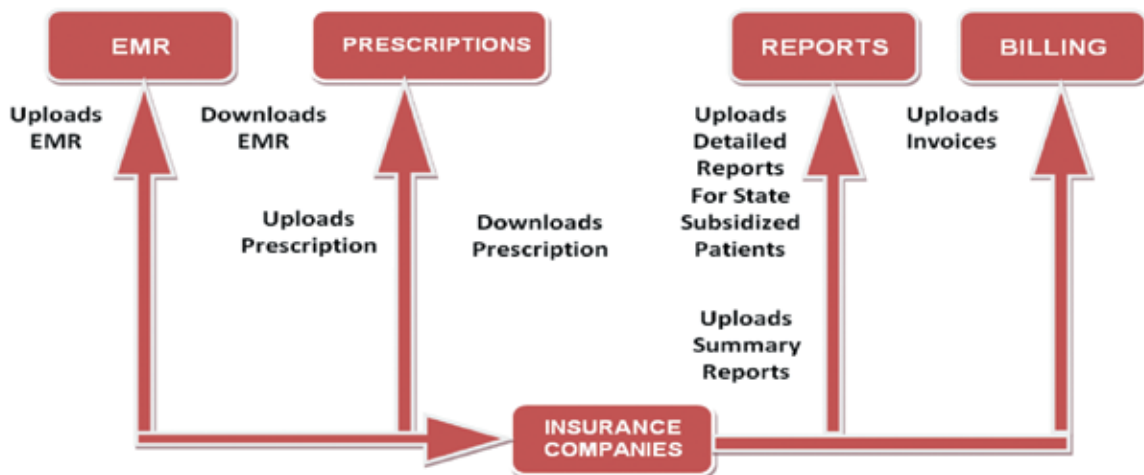 EMR
PRESCRIPTIONS
REPORTS
BILLING
Uploads
EMR
Downloads
EMR
Uploads
Prescription
Downloads
Prescription
Uploads
Detailed
Reports
For State
Subsidized
Patients
Uploads
Invoices
Uploads
Summary
Reports
INSURANCE
COMPANIES